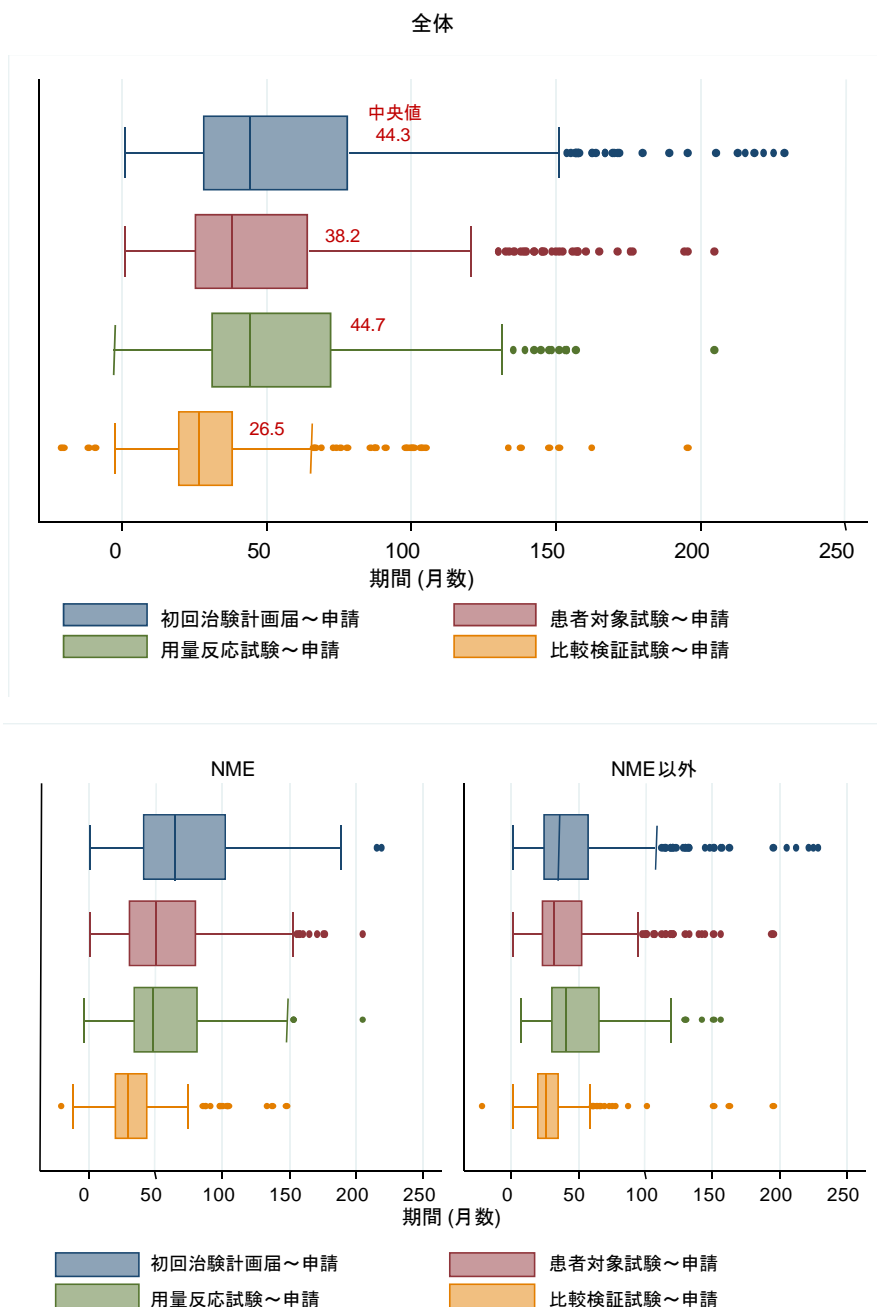 全体
中央値
44.3
38.2
44.7
26.5
0 50 100 150 200 250
期間 (月数)
初回治験計画届～申請 患者対象試験～申請
用量反応試験～申請 比較検証試験～申請
NME NME以外
0 50 100 150 200 250 0 50 100 150 200 250
期間 (月数)
初回治験計画届～申請 患者対象試験～申請
用量反応試験～申請 比較検証試験～申請